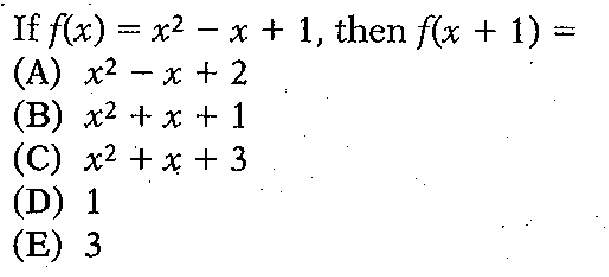 If f(x) = x² − x + 1, then f(x + 1) =
(A) x² − x + 2
(B) x² + x + 1
(C) x² + x + 3
(D) 1
(E) 3